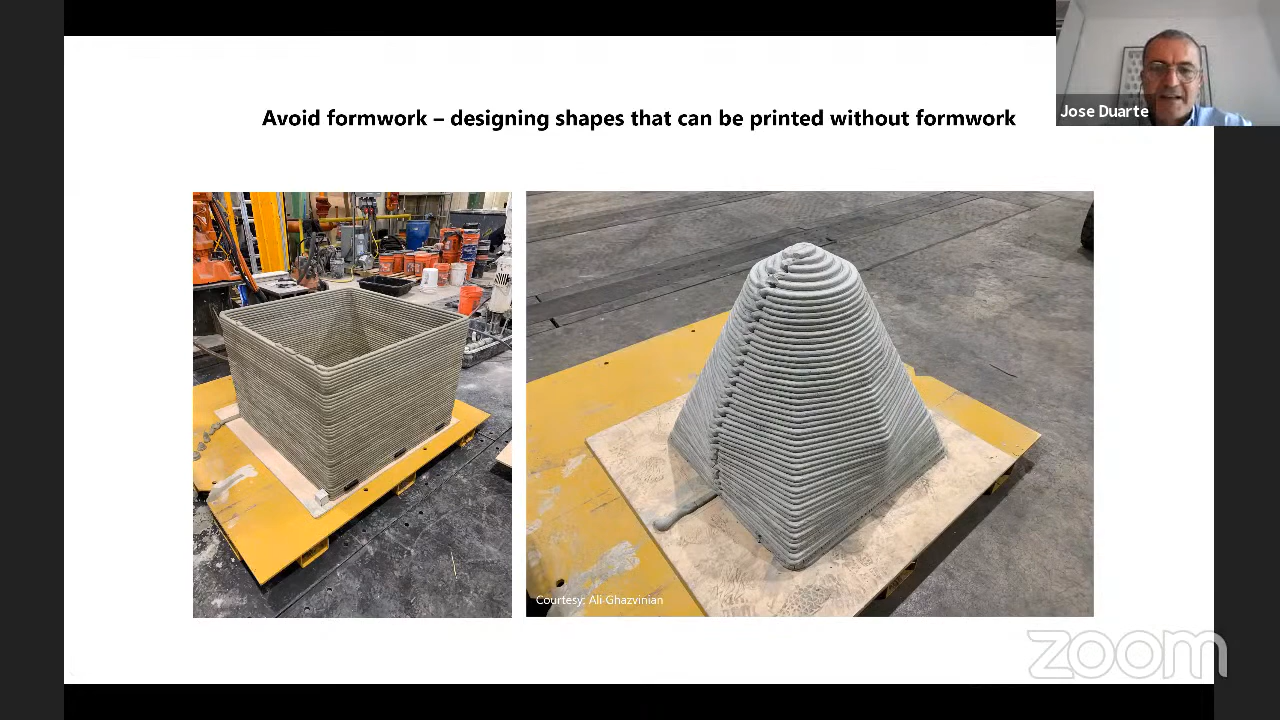 Avoid formwork – designing shapes that can be printed without formwork
Jose Duarte
Courtesy: Ali Ghazvinian
zoom